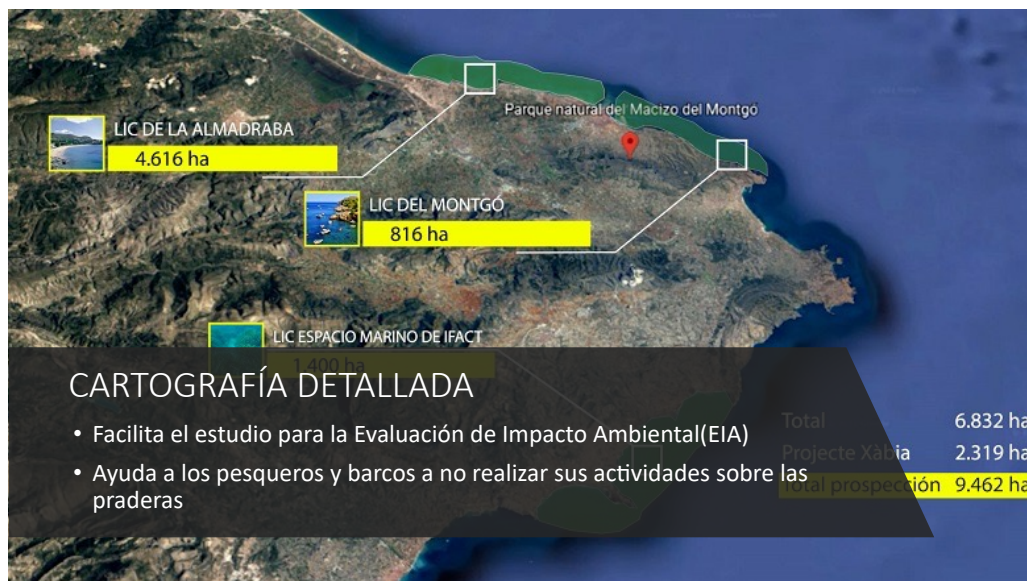 Parque natural del Macizo del Montgó
LIC DE LA ALMADRABA
4.616 ha
LIC DEL MONTGÓ
816 ha
LIC ESPACIO MARINO DE IFACT
1.400 ha
CARTOGRAFÍA DETALLADA
• Facilita el estudio para la Evaluación de Impacto Ambiental(EIA)
• Ayuda a los pesqueros y barcos a no realizar sus actividades sobre las
praderas
Total 6.832 ha
Projecte Xàbia 2.319 ha
Total prospección 9.462 ha